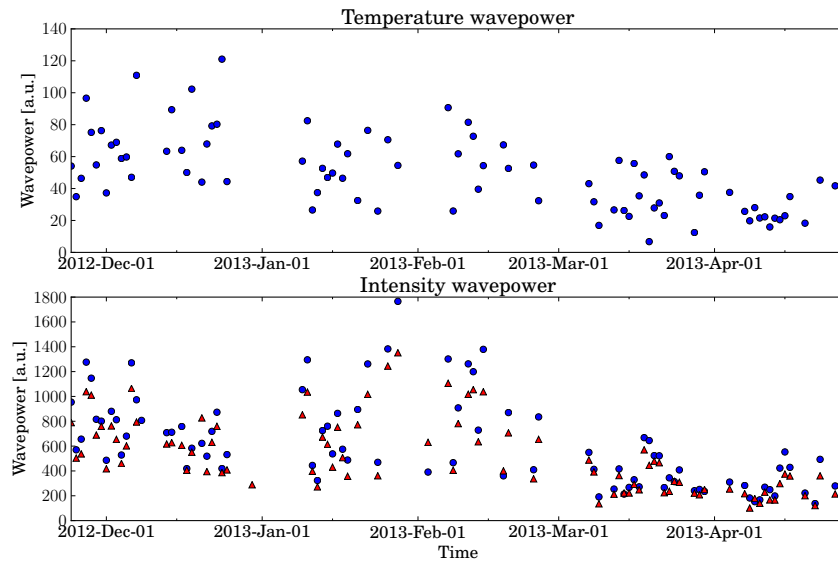 Temperature wavepower
140
120
100
80
60
40
20
0
Wavepower [a.u.]
2012-Dec-01 2013-Jan-01 2013-Feb-01 2013-Mar-01 2013-Apr-01
Intensity wavepower
1800
1600
1400
1200
1000
800
600
400
200
0
Wavepower [a.u.]
2012-Dec-01 2013-Jan-01 2013-Feb-01 2013-Mar-01 2013-Apr-01
Time